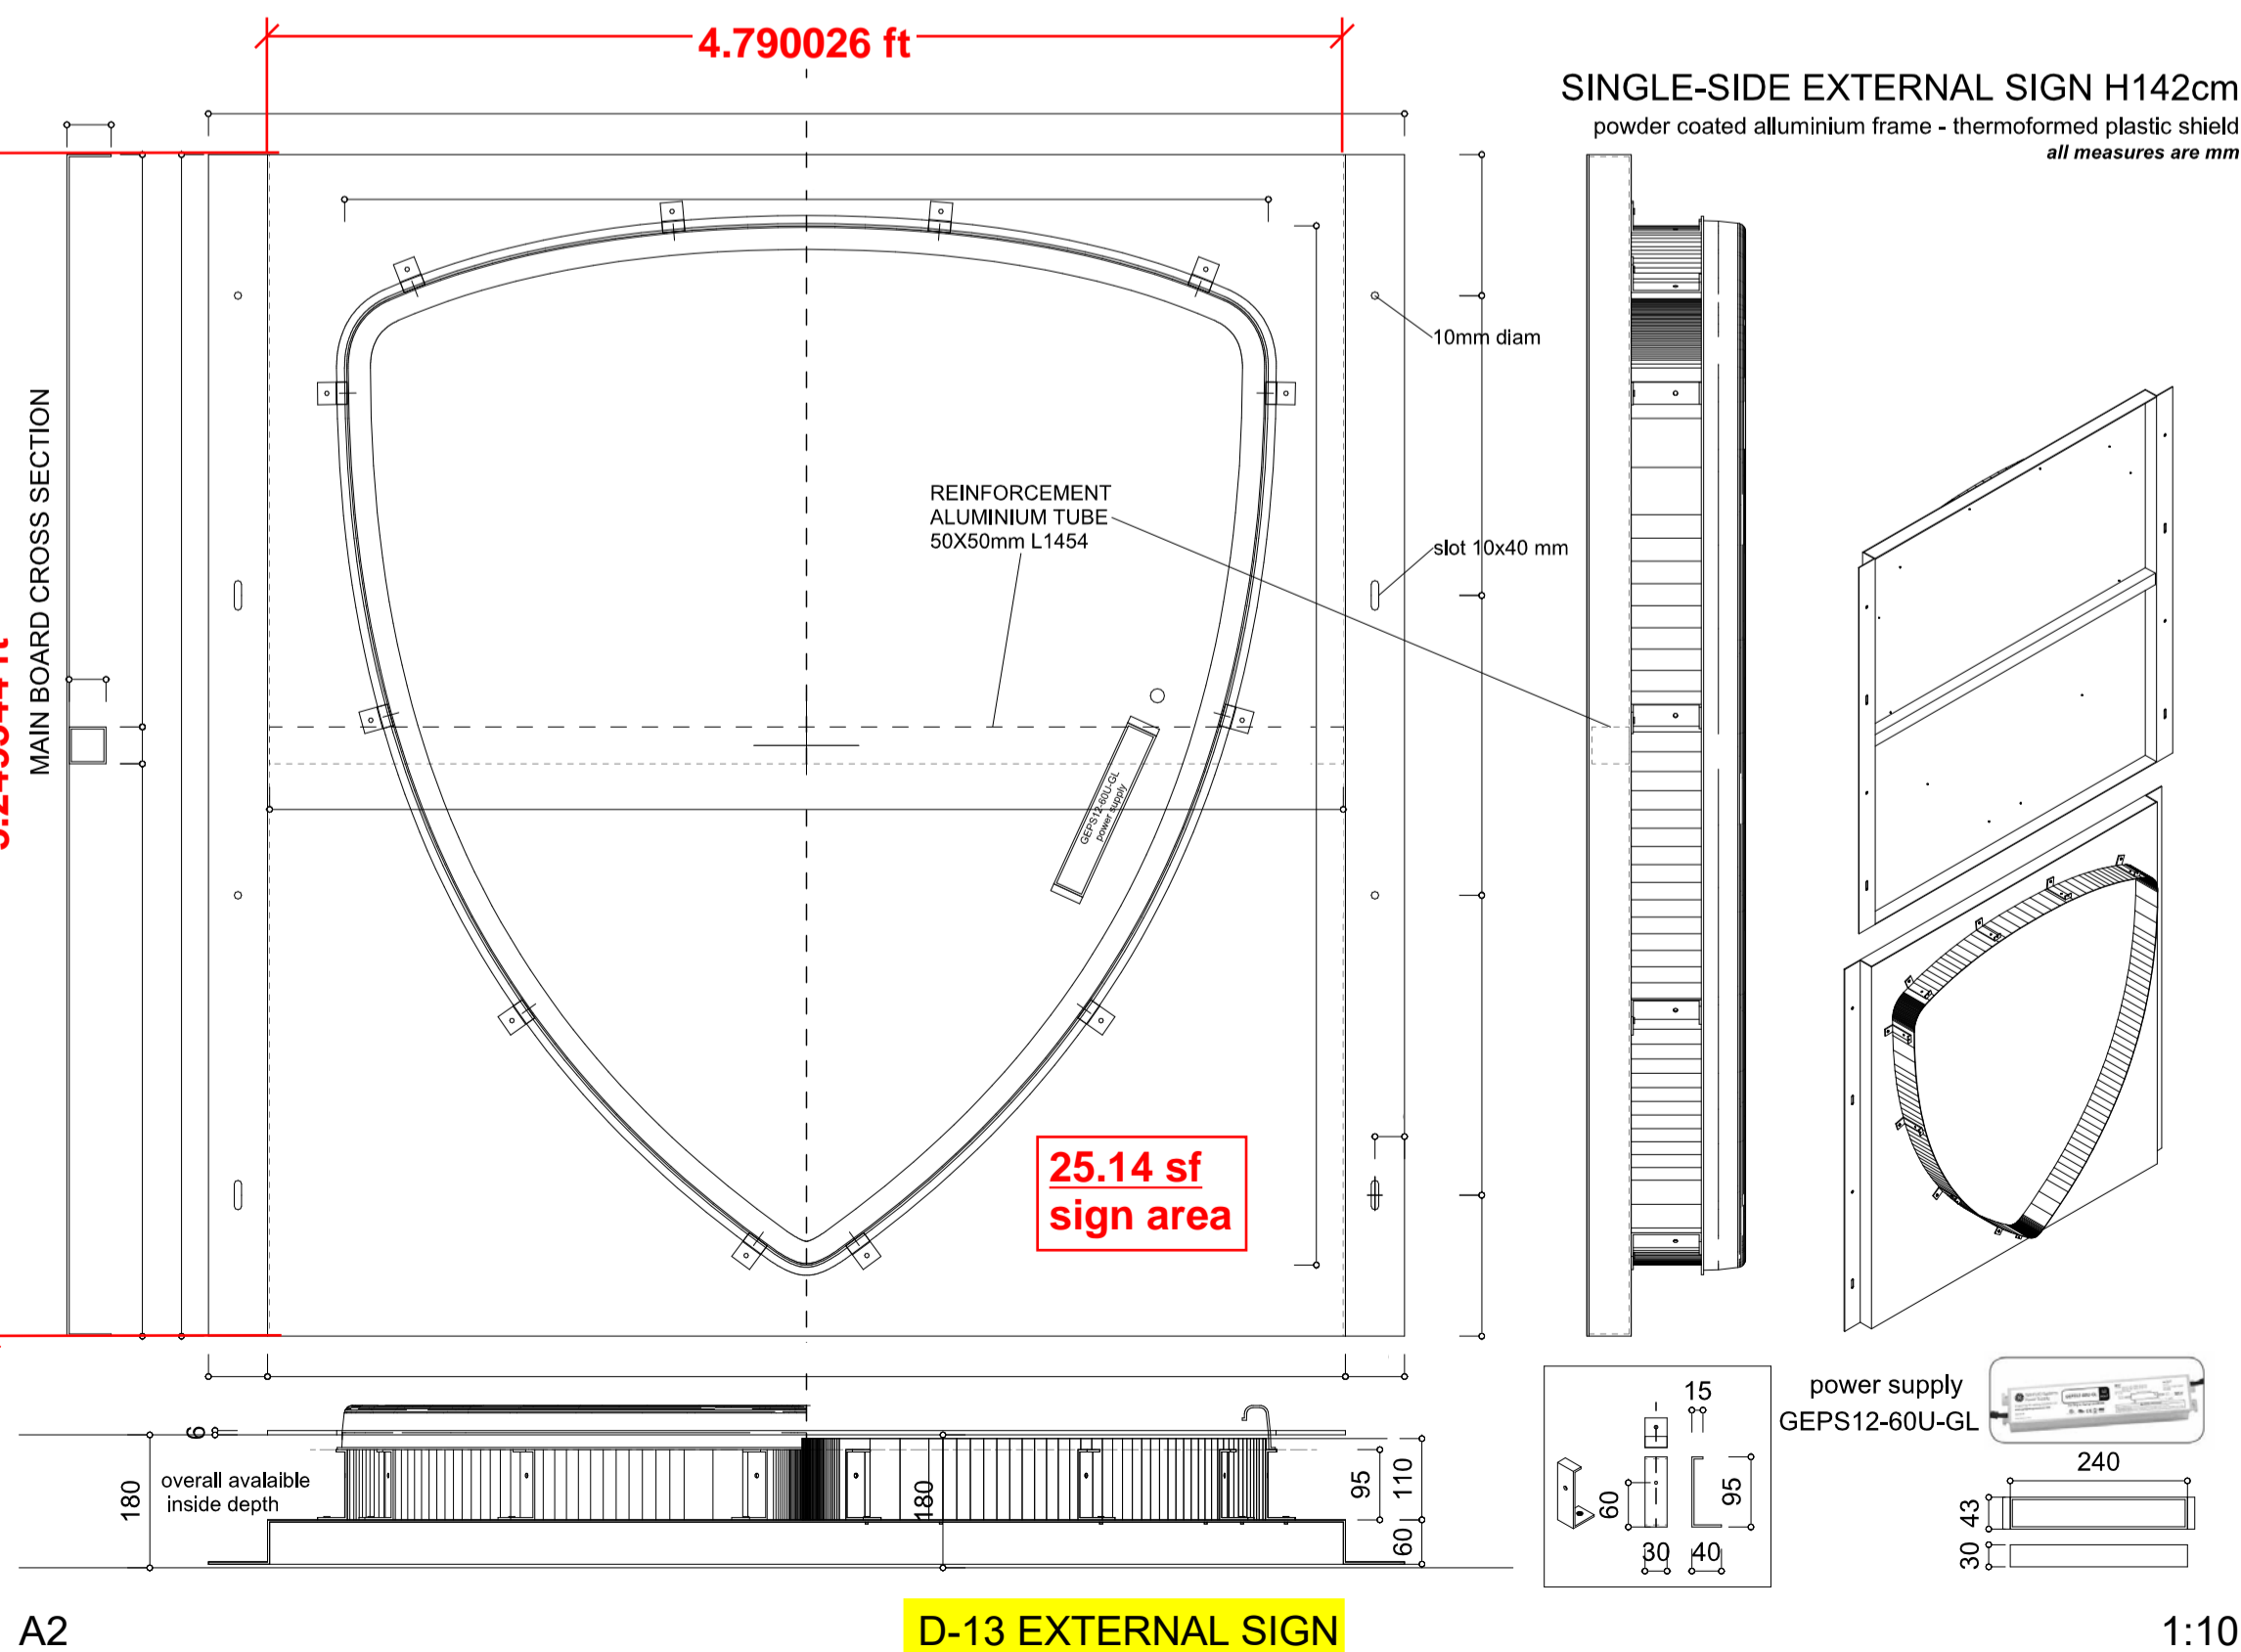 4.790026 ft
SINGLE-SIDE EXTERNAL SIGN H142cm
powder coated alluminium frame - thermoformed plastic shield
all measures are mm
MAIN BOARD CROSS SECTION
10mm diam
REINFORCEMENT
ALUMINIUM TUBE
50X50mm L1454
slot 10x40 mm
GEPS12-60U-GL
power supply
25.14 sf
sign area
6
180
overall avalaible
inside depth
180
95
110
60
15
60
95
30
40
power supply
GEPS12-60U-GL
240
43
30
A2
D-13 EXTERNAL SIGN
1:10